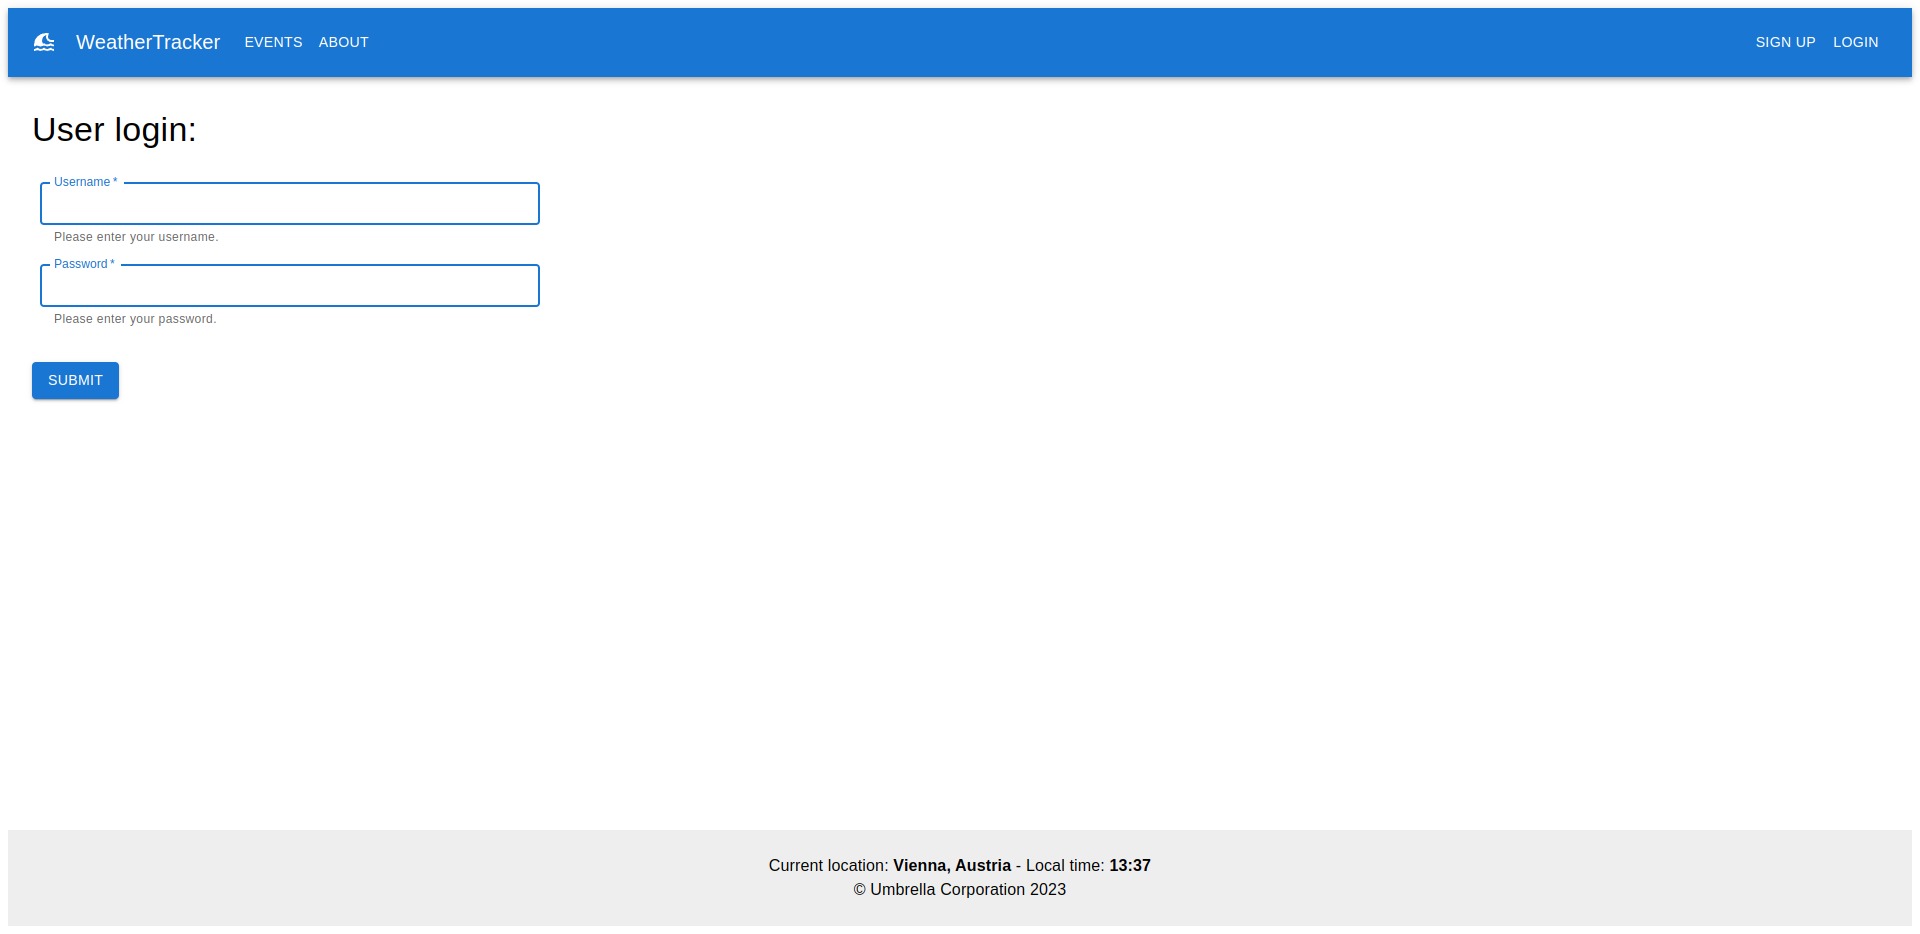 WeatherTracker EVENTS ABOUT SIGN UP LOGIN
User login:
Username *
Please enter your username.
Password *
Please enter your password.
SUBMIT
Current location: Vienna, Austria - Local time: 13:37
© Umbrella Corporation 2023